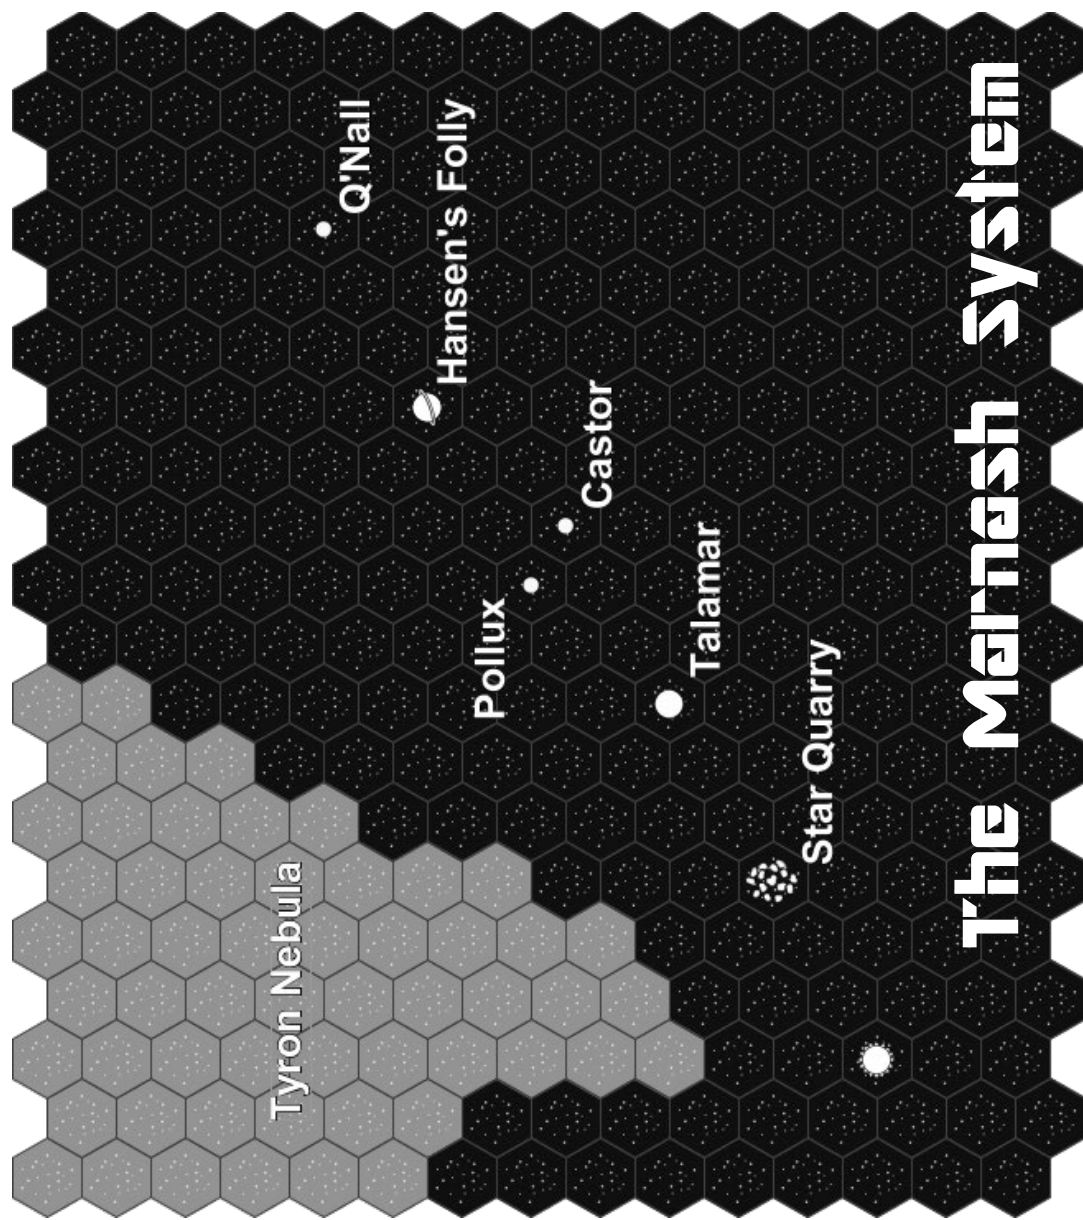 Q'Nall
Hansen's Folly
Castor
Pollux
Talamar
Star Quarry
Tyron Nebula
The Marnash System